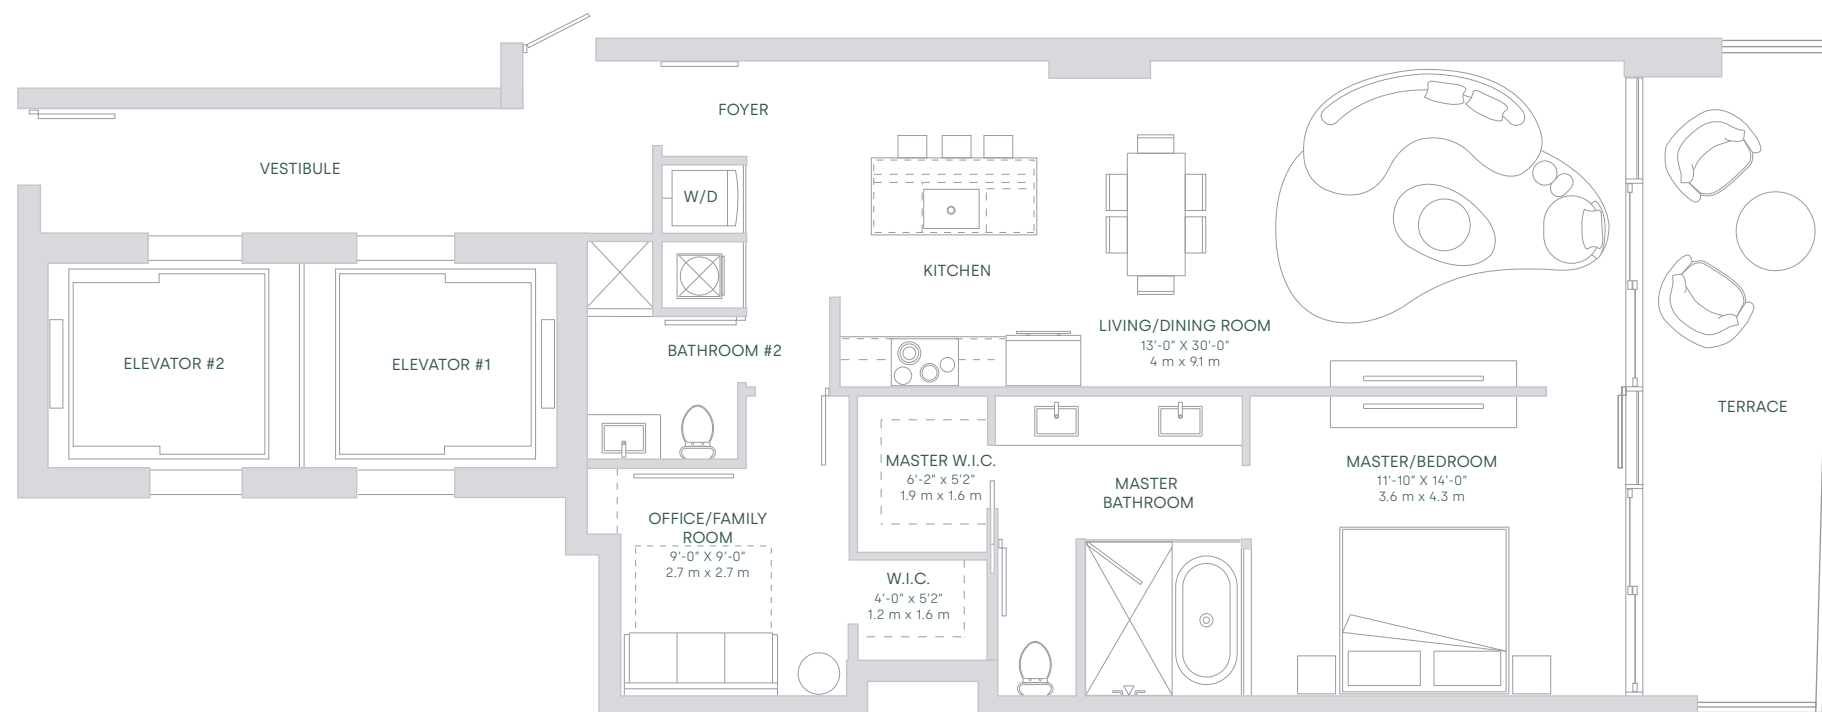 FOYER
VESTIBULE
W/D
KITCHEN
LIVING/DINING ROOM
13'-0" X 30'-0"
4 m x 9.1 m
BATHROOM #2
ELEVATOR #2
ELEVATOR #1
TERRACE
MASTER W.I.C.
6'-2" x 5'2"
1.9 m x 1.6 m
MASTER
BATHROOM
MASTER/BEDROOM
11'-10" X 14'-0"
3.6 m x 4.3 m
OFFICE/FAMILY
ROOM
9'-0" X 9'-0"
2.7 m x 2.7 m
W.I.C.
4'-0" x 5'2"
1.2 m x 1.6 m